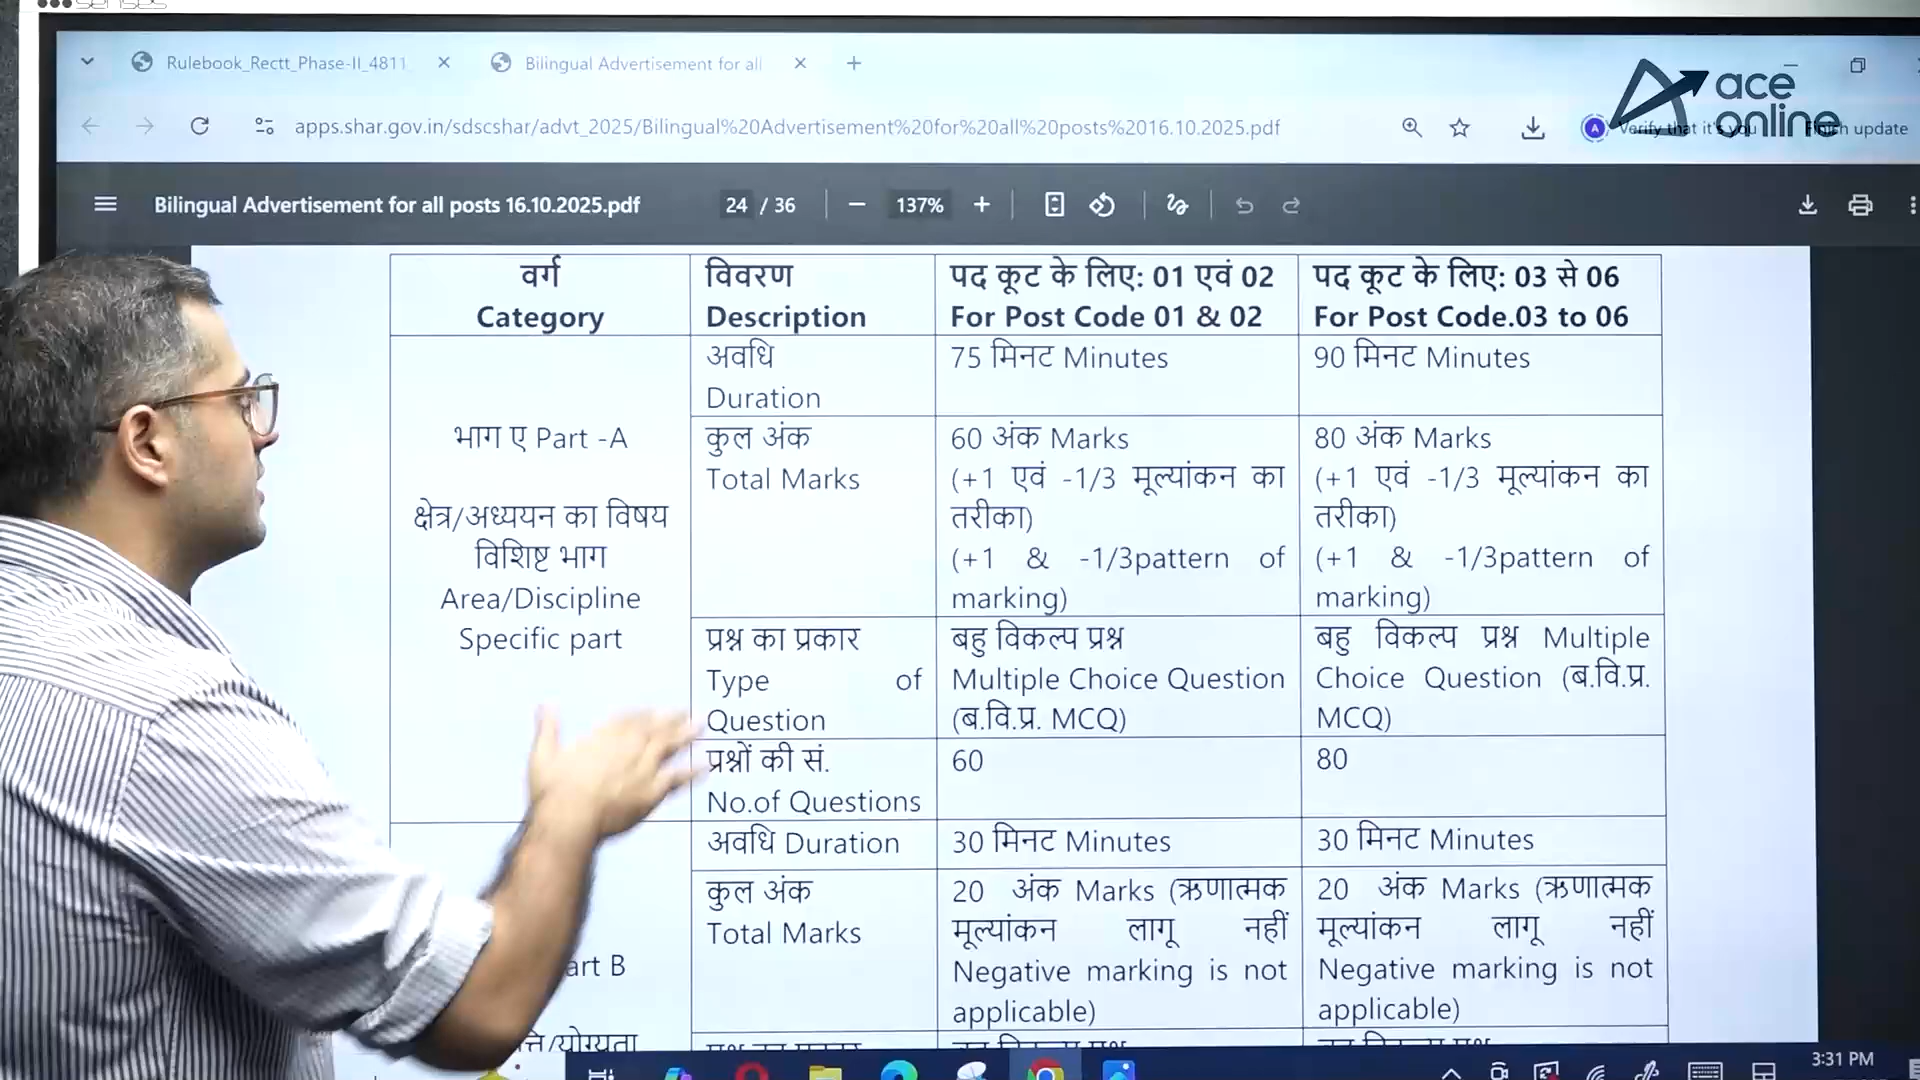 Rulebook_Rectt_Phase-II_4811
Bilingual Advertisement for all
ace
online
apps.shar.gov.in/sdscshar/advt_2025/Bilingual%20Advertisement%20for%20all%20posts%2016.10.2025.pdf
A
Verify that it's you
Finish update
Bilingual Advertisement for all posts 16.10.2025.pdf
24 / 36
137%
वर्ग
Category
विवरण
Description
पद कूट के लिए: 01 एवं 02
For Post Code 01 & 02
पद कूट के लिए: 03 से 06
For Post Code.03 to 06
भाग ए Part -A
क्षेत्र/अध्ययन का विषय
विशिष्ट भाग
Area/Discipline
Specific part
अवधि
Duration
75 मिनट Minutes
90 मिनट Minutes
कुल अंक
Total Marks
60 अंक Marks
(+1 एवं -1/3 मूल्यांकन का
तरीका)
(+1 & -1/3pattern of
marking)
80 अंक Marks
(+1 एवं -1/3 मूल्यांकन का
तरीका)
(+1 & -1/3pattern of
marking)
प्रश्न का प्रकार
Type of
Question
बहु विकल्प प्रश्न
Multiple Choice Question
(ब.वि.प्र. MCQ)
बहु विकल्प प्रश्न Multiple
Choice Question (ब.वि.प्र.
MCQ)
प्रश्नों की सं.
No.of Questions
60
80
अवधि Duration
30 मिनट Minutes
30 मिनट Minutes
कुल अंक
Total Marks
20 अंक Marks (ऋणात्मक
मूल्यांकन लागू नहीं
Negative marking is not
applicable)
20 अंक Marks (ऋणात्मक
मूल्यांकन लागू नहीं
Negative marking is not
applicable)
art B
त्ति/योग्यता
3:31 PM